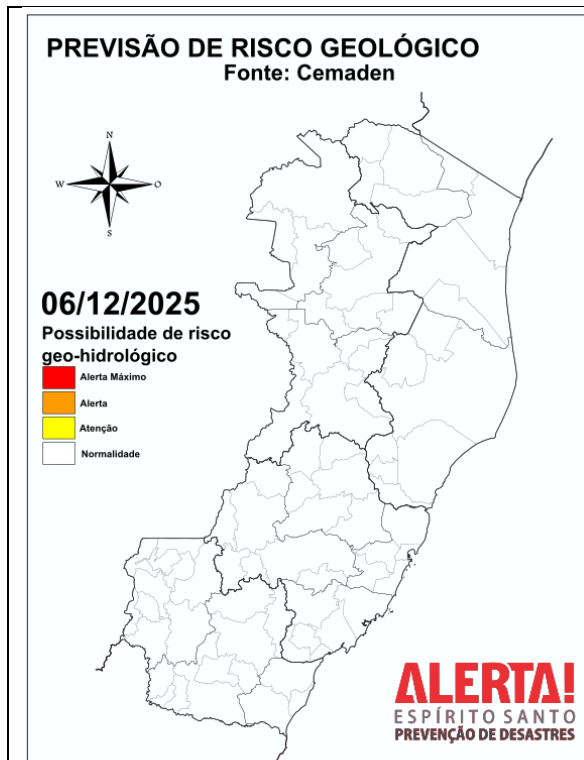 PREVISÃO DE RISCO GEOLÓGICO
Fonte: Cemaden
N
W
O
S
06/12/2025
Possibilidade de risco
geo-hidrológico
Alerta Máximo
Alerta
Atenção
Normalidade
ALERTA!
ESPÍRITO SANTO
PREVENÇÃO DE DESASTRES